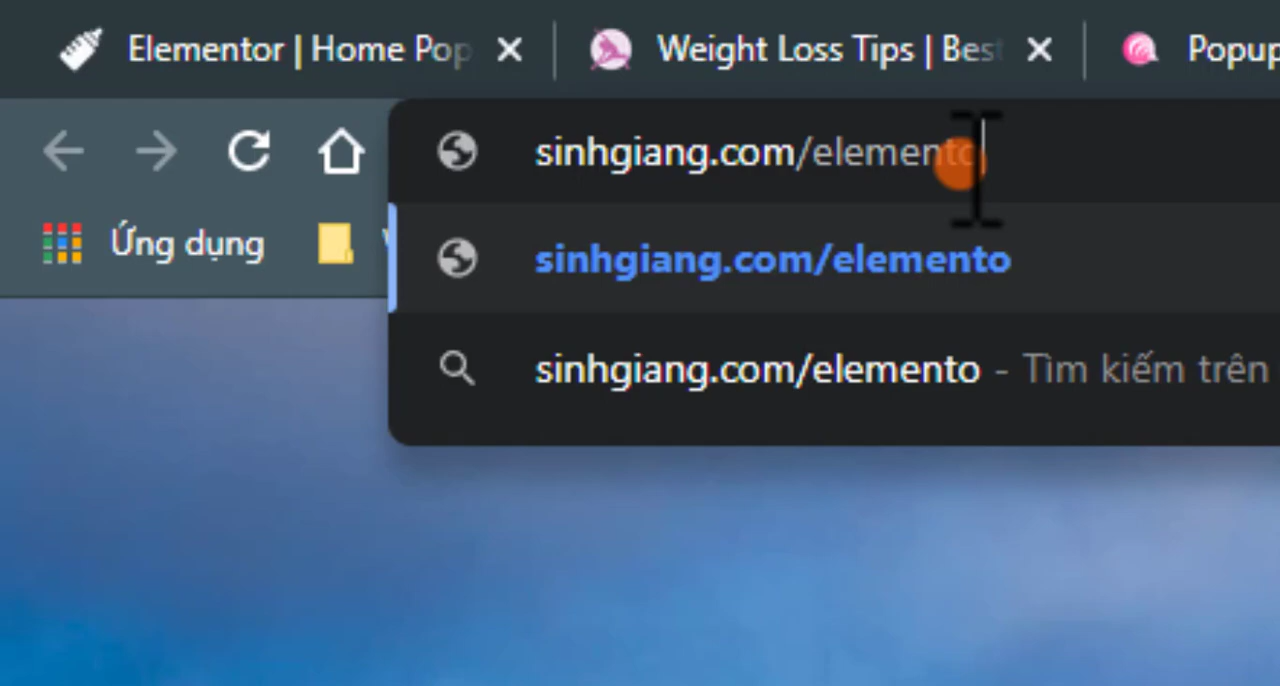 Elementor | Home Pop
Weight Loss Tips | Best
Popup
sinhgiang.com/elemento
Ứng dụng
sinhgiang.com/elemento
sinhgiang.com/elemento - Tìm kiếm trên